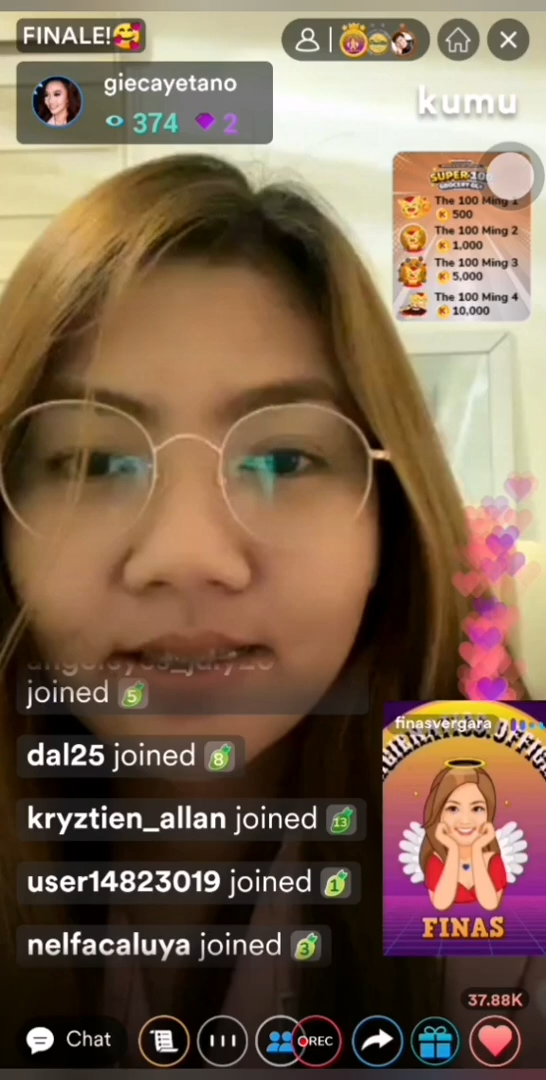 FINALE!🥰
giecayetano
374 2
kumu
SUPER 100
The 100 Ming 1
500
The 100 Ming 2
1,000
The 100 Ming 3
5,000
The 100 Ming 4
10,000
joined 5
dal25 joined 8
kryztien_allan joined 13
user14823019 joined 1
nelfacaluya joined 3
finasvergara
FINAS
37.88K
Chat
REC